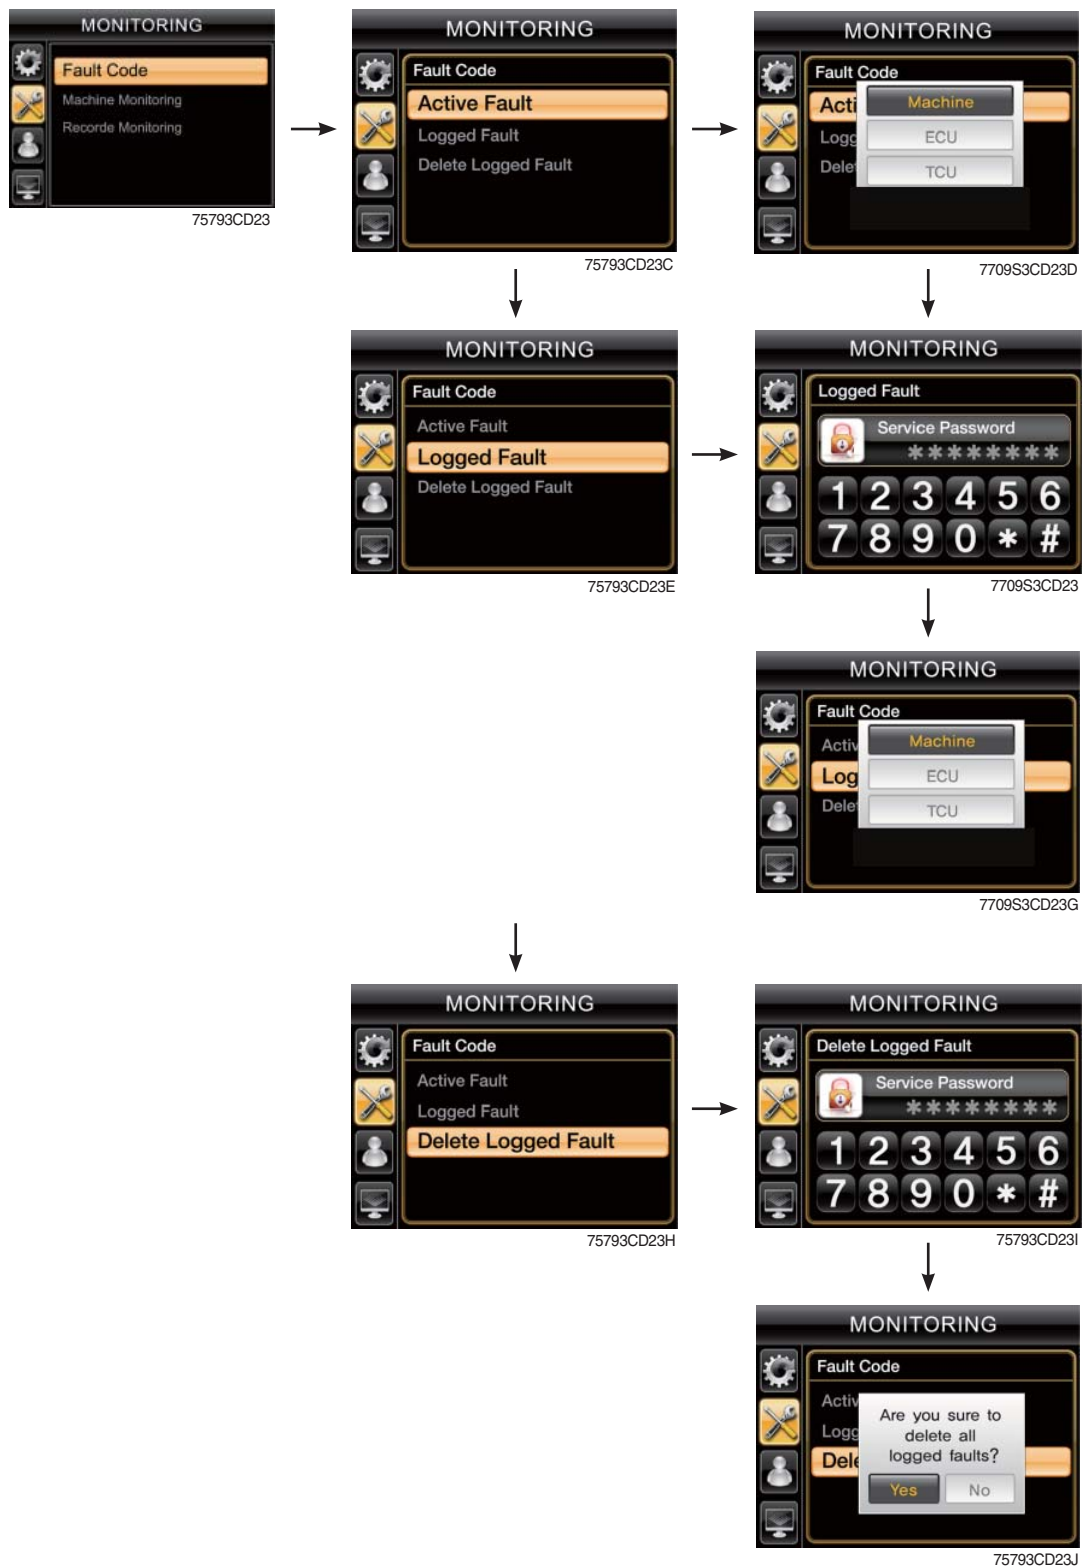 MONITORING
Fault Code
Machine Monitoring
Recorde Monitoring
75793CD23
MONITORING
Fault Code
Active Fault
Logged Fault
Delete Logged Fault
75793CD23C
MONITORING
Fault Code
Acti
Logg
Delet
Machine
ECU
TCU
7709S3CD23D
MONITORING
Fault Code
Active Fault
Logged Fault
Delete Logged Fault
75793CD23E
MONITORING
Logged Fault
Service Password
********
1 2 3 4 5 6
7 8 9 0 * #
7709S3CD23
MONITORING
Fault Code
Activ
Log
Delet
Machine
ECU
TCU
7709S3CD23G
MONITORING
Fault Code
Active Fault
Logged Fault
Delete Logged Fault
75793CD23H
MONITORING
Delete Logged Fault
Service Password
********
1 2 3 4 5 6
7 8 9 0 * #
75793CD23I
MONITORING
Fault Code
Activ
Logg
Dele
Are you sure to
delete all
logged faults?
Yes No
75793CD23J